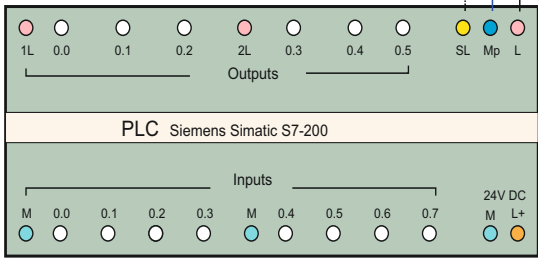 1L 0.0 0.1 0.2 2L 0.3 0.4 0.5 SL Mp L
Outputs
PLC Siemens Simatic S7-200
Inputs
24V DC
M 0.0 0.1 0.2 0.3 M 0.4 0.5 0.6 0.7 M L+